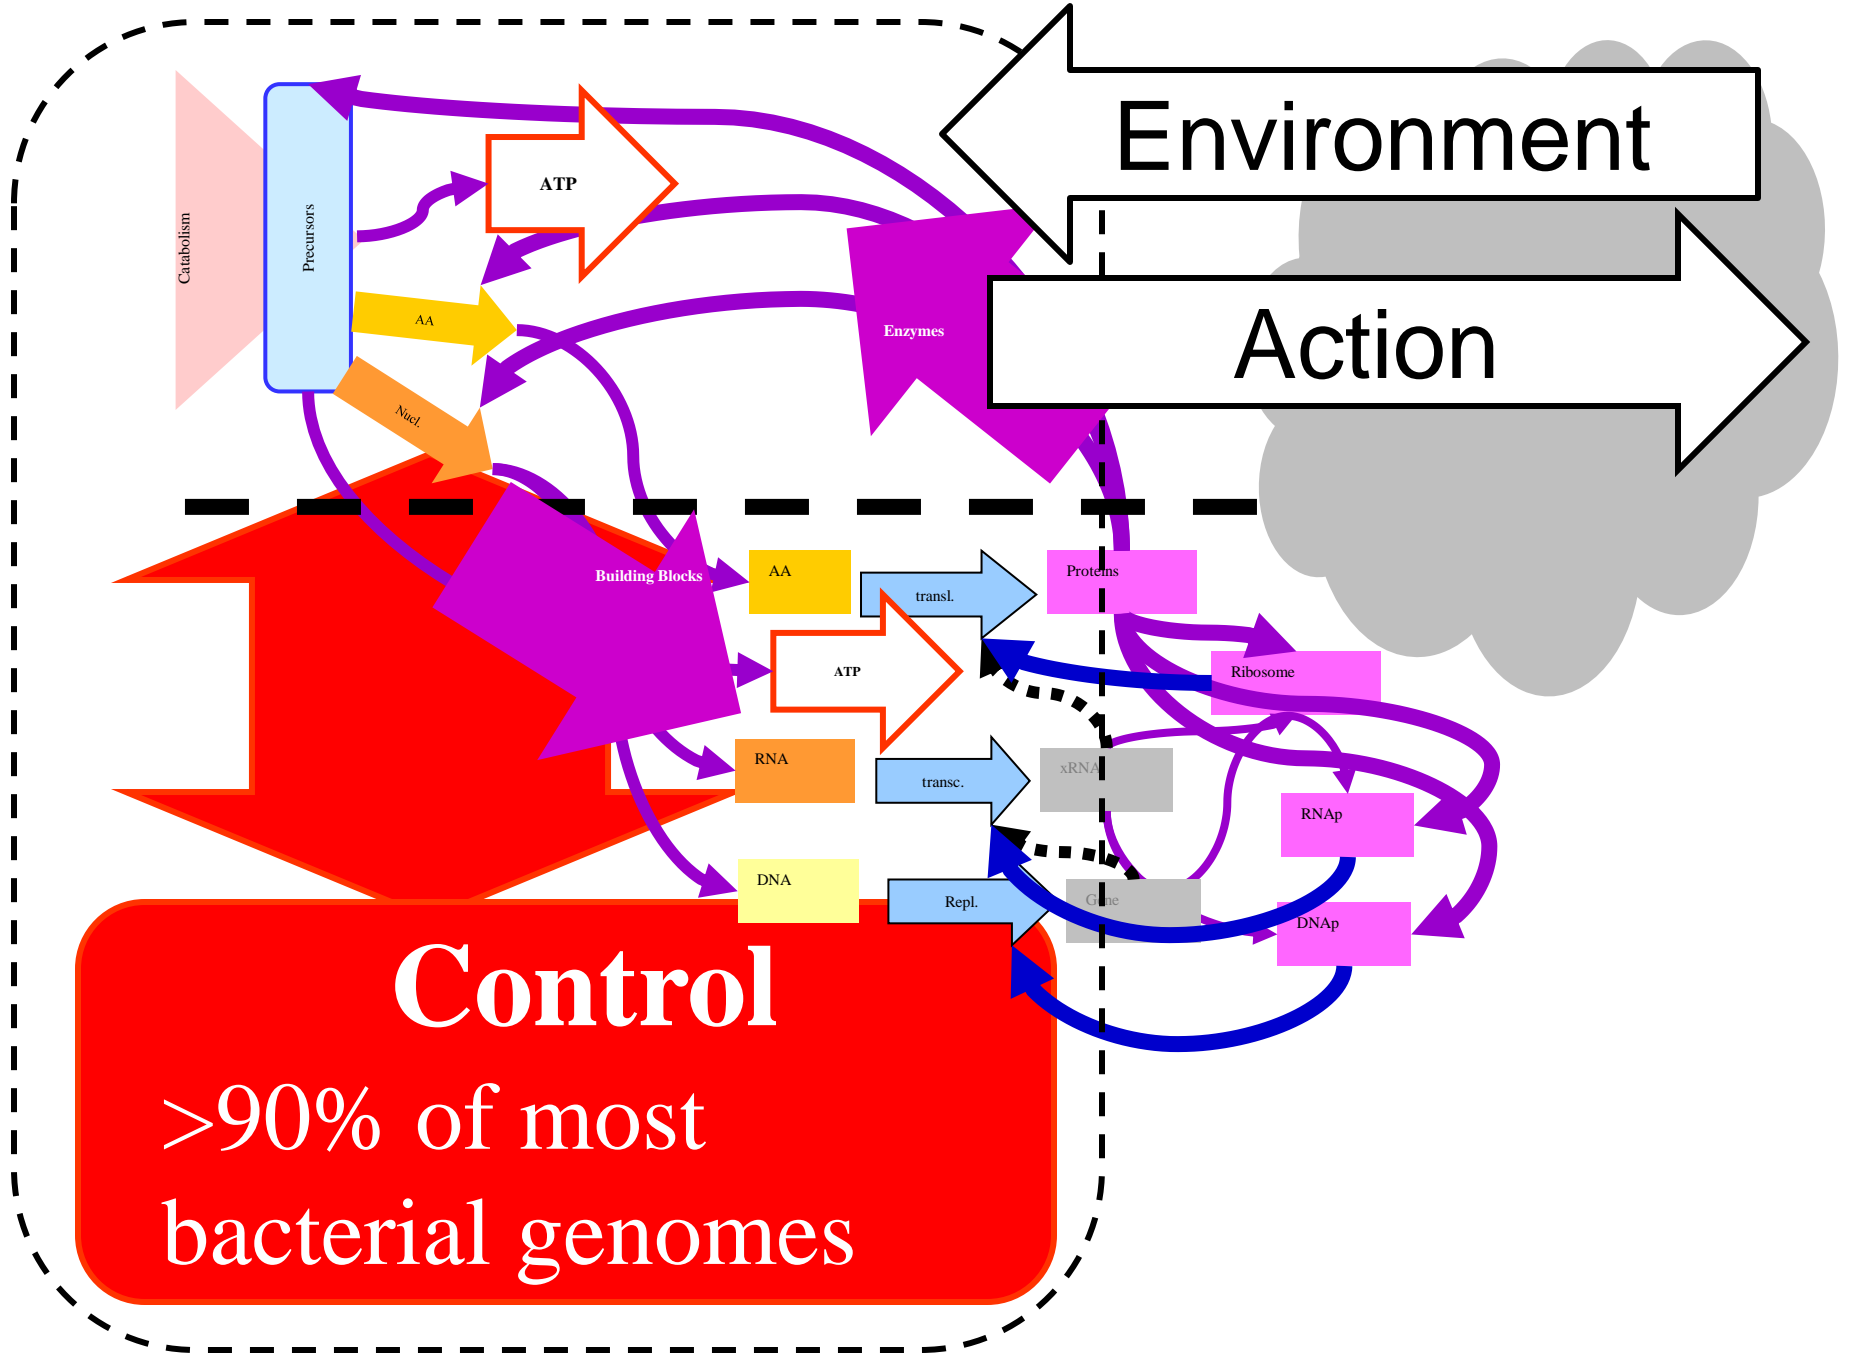 Environment
Catabolism
Precursors
ATP
AA
Nucl.
Enzymes
Action
Building Blocks
AA
transl.
Proteins
ATP
Ribosome
RNA
transc.
xRNA
RNAp
DNA
Repl.
Gene
DNAp
Control
>90% of most
bacterial genomes